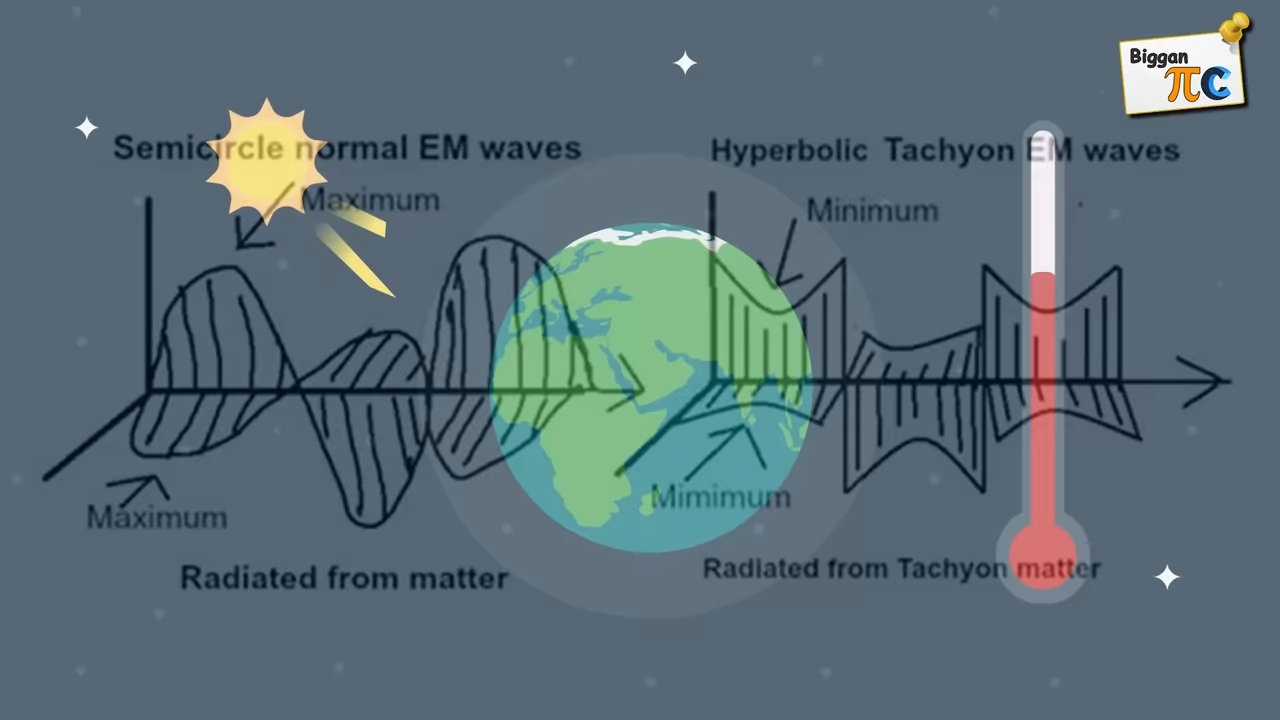 Biggan
πC
Semicircle normal EM waves
Maximum
Maximum
Radiated from matter
Hyperbolic Tachyon EM waves
Minimum
Mimimum
Radiated from Tachyon matter